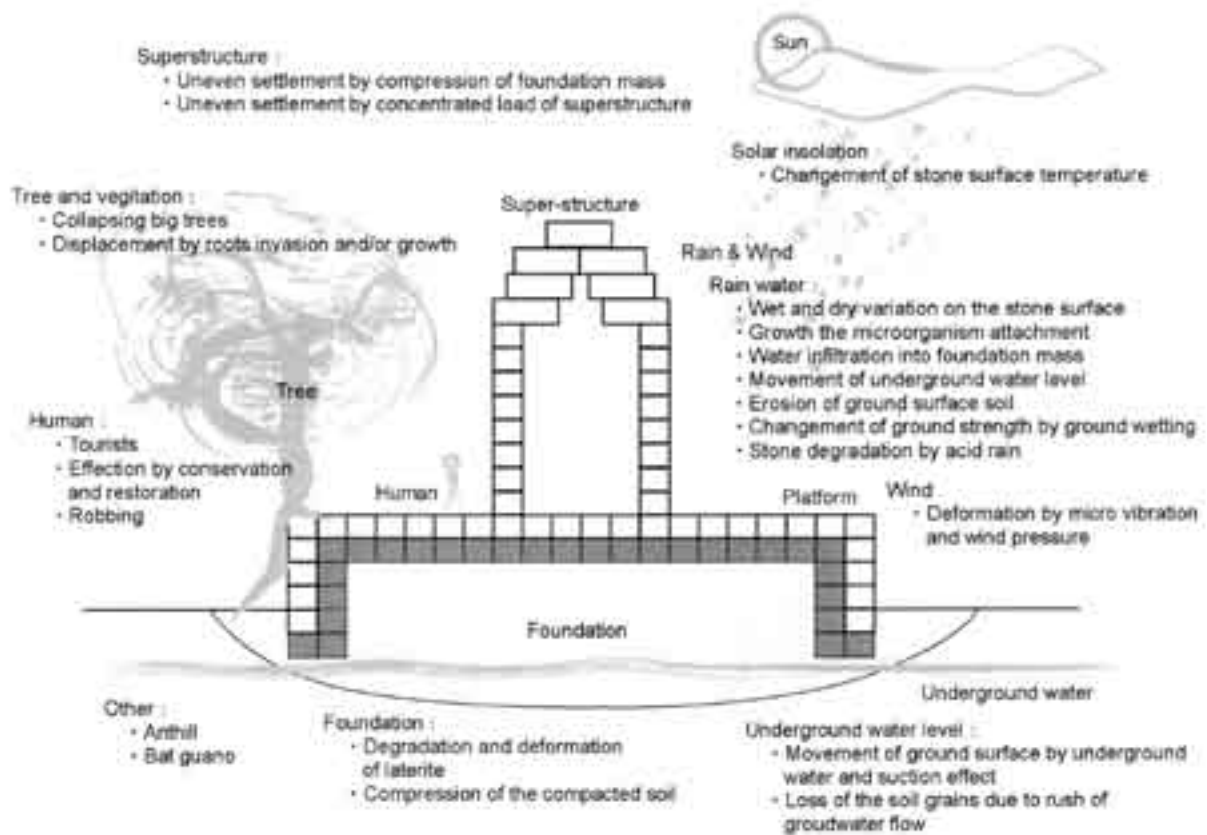 Sun
Superstructure :
・Uneven settlement by compression of foundation mass
・Uneven settlement by concentrated load of superstructure
Solar insolation :
・Changement of stone surface temperature
Tree and vegitation :
・Collapsing big trees
・Displacement by roots invasion and/or growth
Super-structure
Rain & Wind
Rain water :
・Wet and dry variation on the stone surface
・Growth the microorganism attachment
・Water infiltration into foundation mass
・Movement of underground water level
・Erosion of ground surface soil
・Changement of ground strength by ground wetting
・Stone degradation by acid rain
Tree
Human :
・Tourists
・Effection by conservation
and restoration
・Robbing
Human
Platform
Wind
・Deformation by micro vibration
and wind pressure
Foundation
Underground water
Other :
・Anthill
・Bat guano
Foundation :
・Degradation and deformation
of laterite
・Compression of the compacted soil
Underground water level :
・Movement of ground surface by underground
water and suction effect
・Loss of the soil grains due to rush of
groudwater flow